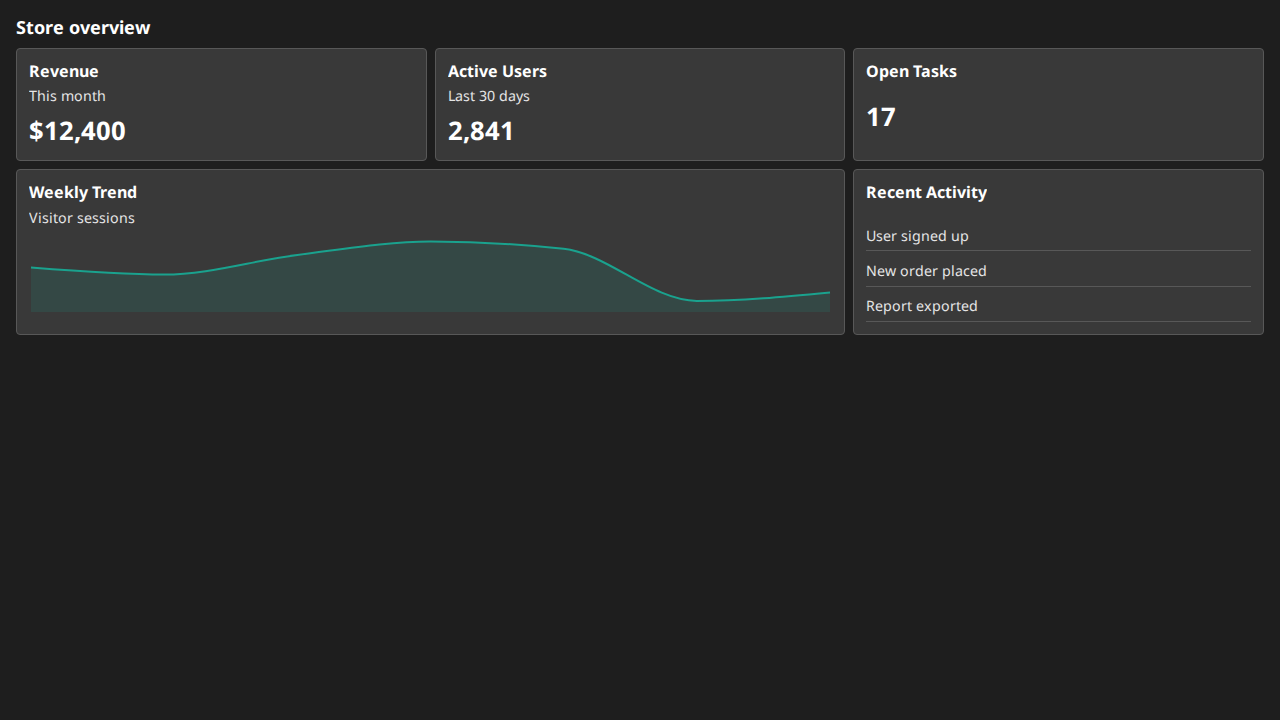 Store overview
Revenue
This month
$12,400
Active Users
Last 30 days
2,841
Open Tasks
17
Weekly Trend
Visitor sessions
Recent Activity
User signed up
New order placed
Report exported